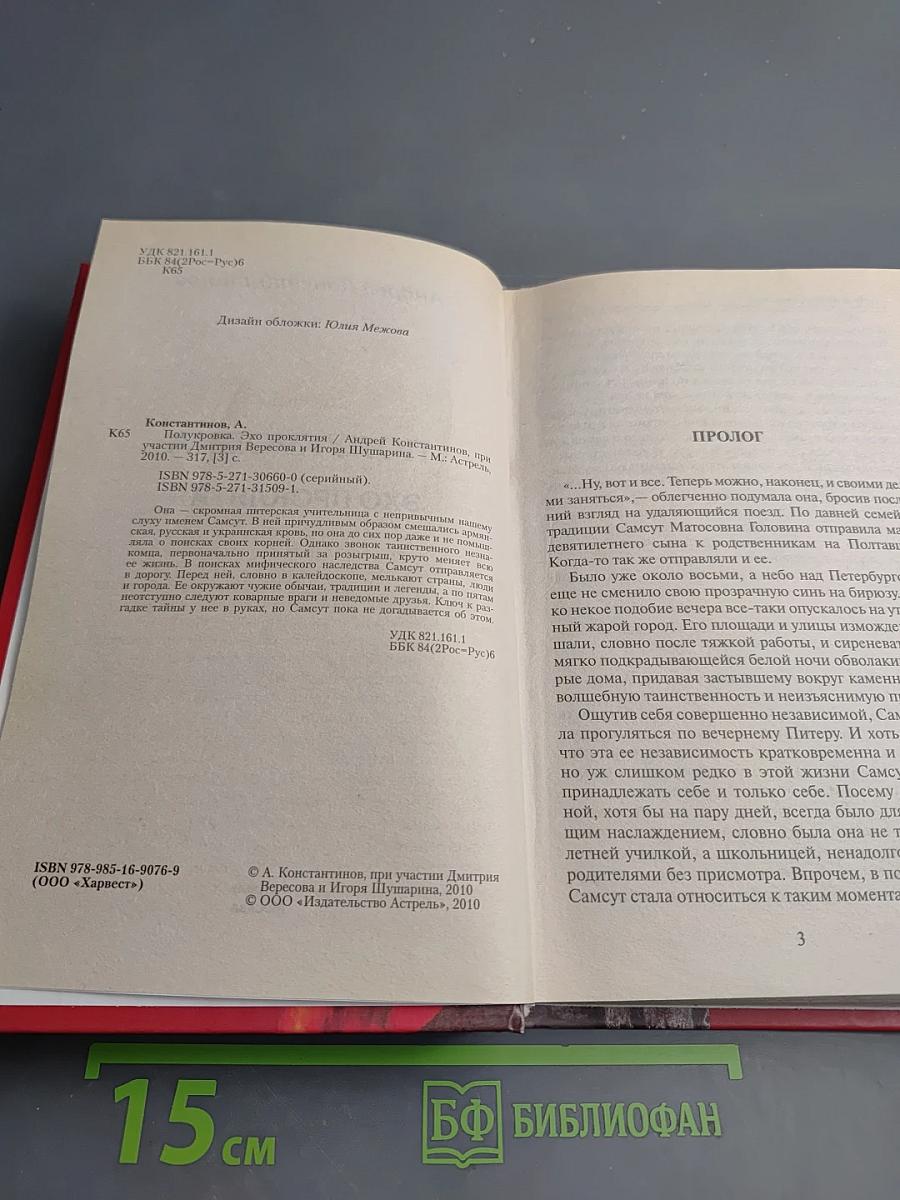 УДК 821.161.1
ББК 84(2Рос=Рус)6
К65
Дизайн обложки: Юлия Межова
Константинов, А.
К65 Полукровка. Эхо проклятия / Андрей Константинов, при
участии Дмитрия Вересова и Игоря Шушарина. — М.: Астрель,
2010. — 317, [3] с.
ISBN 978-5-271-30660-0 (серийный).
ISBN 978-5-271-31509-1.
Она — скромная питерская учительница с непривычным нашему
слуху именем Самсут. В ней причудливым образом смешались армян-
ская, русская и украинская кровь, но она до сих пор даже и не помыш-
ляла о поисках своих корней. Однако звонок таинственного незна-
комца, первоначально принятый за розыгрыш, круто меняет всю
ее жизнь. В поисках мифического наследства Самсут отправляется
в дорогу. Перед ней, словно в калейдоскопе, мелькают страны, люди
и города. Ее окружают чужие обычаи, традиции и легенды, а по пятам
неотступно следуют коварные враги и неведомые друзья. Ключ к раз-
гадке тайны у нее в руках, но Самсут пока не догадывается об этом.
УДК 821.161.1
ББК 84(2Рос=Рус)6
ISBN 978-985-16-9076-9
(ООО «Харвест»)
© А. Константинов, при участии Дмитрия
Вересова и Игоря Шушарина, 2010
© ООО «Издательство Астрель», 2010
ПРОЛОГ
«...Ну, вот и все. Теперь можно, наконец, и своими де
ми заняться»,— облегченно подумала она, бросив пос
ний взгляд на удаляющийся поезд. По давней семей
традиции Самсут Матосовна Головина отправила ма
девятилетнего сына к родственникам на Полтав
Когда-то так же отправляли и ее.
Было уже около восьми, а небо над Петербург
еще не сменило свою прозрачную синь на бирюзу
ко некое подобие вечера все-таки опускалось на ут
ный жарой город. Его площади и улицы изможде
шали, словно после тяжкой работы, и сиреневат
мягко подкрадывающейся белой ночи обволаки
рые дома, придавая застывшему вокруг каменн
волшебную таинственность и неизъяснимую п
Ощутив себя совершенно независимой, Сам
ла прогуляться по вечернему Питеру. И хоть
что эта ее независимость кратковременна и
но уж слишком редко в этой жизни Самсу
принадлежать себе и только себе. Посему
ной, хотя бы на пару дней, всегда было для
щим наслаждением, словно была она не т
летней училкой, а школьницей, ненадолг
родителями без присмотра. Впрочем, в по
Самсут стала относиться к таким момента
3
15 см
БФ БИБЛИОФАН